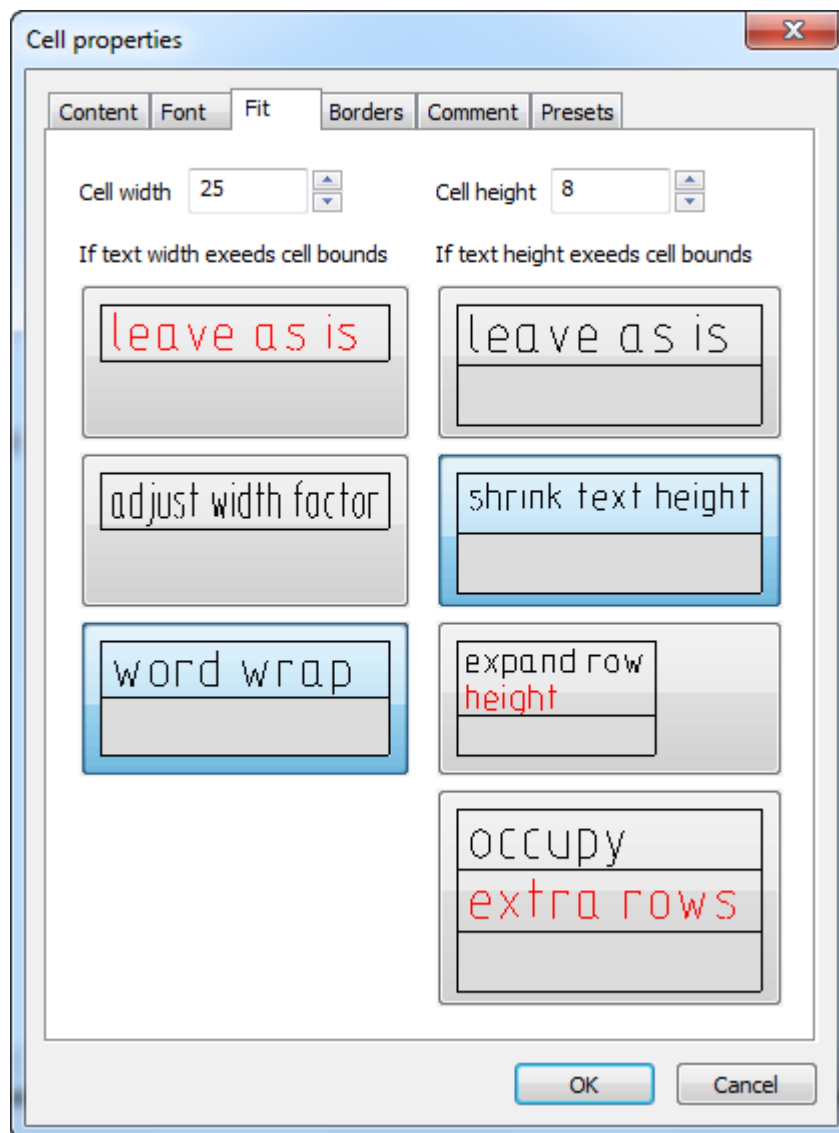 Cell properties
Content Font Fit Borders Comment Presets
Cell width 25 Cell height 8
If text width exeeds cell bounds If text height exeeds cell bounds
leave as is leave as is
adjust width factor shrink text height
word wrap expand row
height
occupy
extra rows
OK Cancel